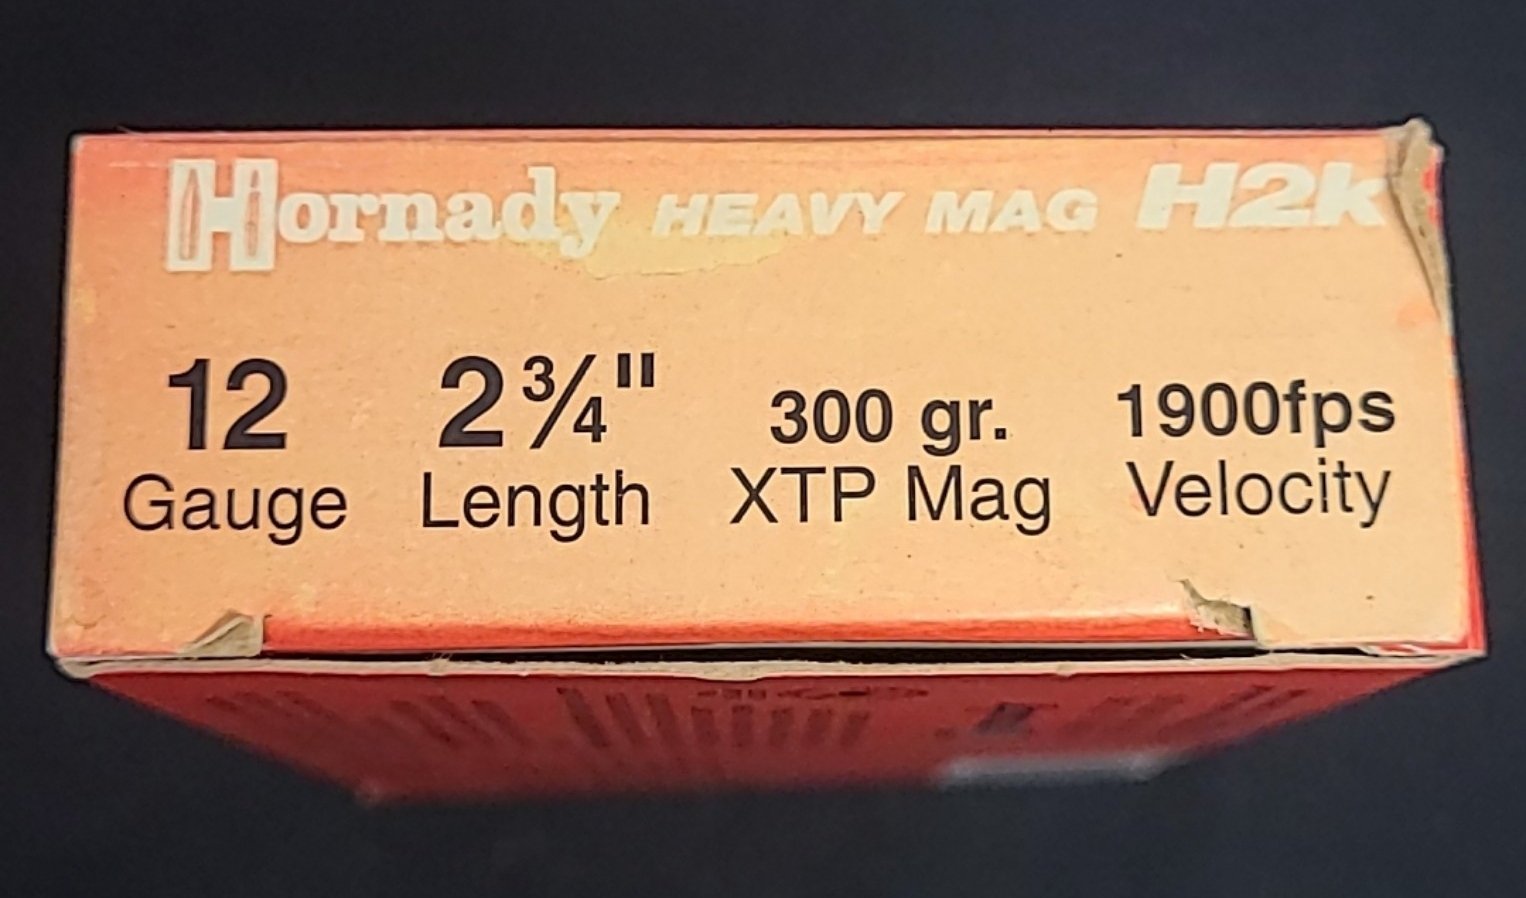 Hornady HEAVY MAG H2k
12 2¾" 300 gr. 1900fps
Gauge Length XTP Mag Velocity